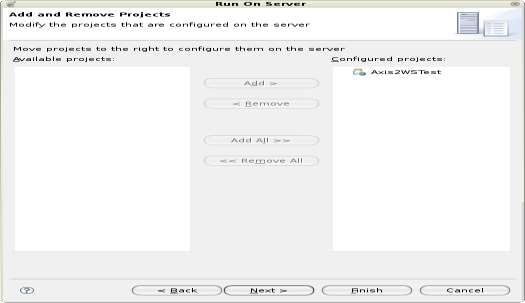 Run On Server
Add and Remove Projects
Modify the projects that are configured on the server
Move projects to the right to configure them on the server
Available projects:
Configured projects:
Axis2WSTest
Add >
< Remove
Add All >>
<< Remove All
?
< Back
Next >
Finish
Cancel